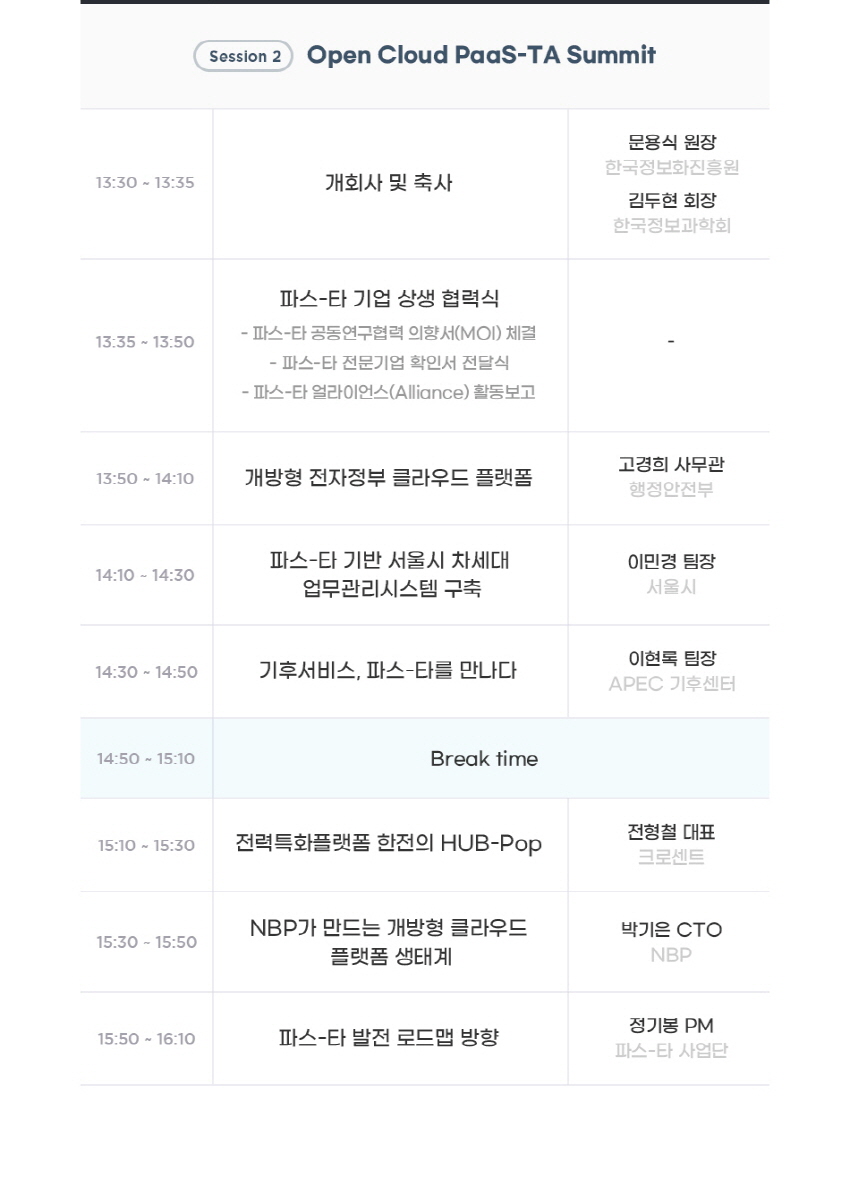 Session 2 Open Cloud PaaS-TA Summit
13:30 ~ 13:35
개회사 및 축사
문용식 원장
한국정보화진흥원
김두현 회장
한국정보과학회
13:35 ~ 13:50
파스-타 기업 상생 협력식
- 파스-타 공동연구협력 의향서(MOI) 체결
- 파스-타 전문기업 확인서 전달식
- 파스-타 얼라이언스(Alliance) 활동보고
-
13:50 ~ 14:10
개방형 전자정부 클라우드 플랫폼
고경희 사무관
행정안전부
14:10 ~ 14:30
파스-타 기반 서울시 차세대
업무관리시스템 구축
이민경 팀장
서울시
14:30 ~ 14:50
기후서비스, 파스-타를 만나다
이현록 팀장
APEC 기후센터
14:50 ~ 15:10
Break time
15:10 ~ 15:30
전력특화플랫폼 한전의 HUB-Pop
전형철 대표
크로센트
15:30 ~ 15:50
NBP가 만드는 개방형 클라우드
플랫폼 생태계
박기은 CTO
NBP
15:50 ~ 16:10
파스-타 발전 로드맵 방향
정기봉 PM
파스-타 사업단